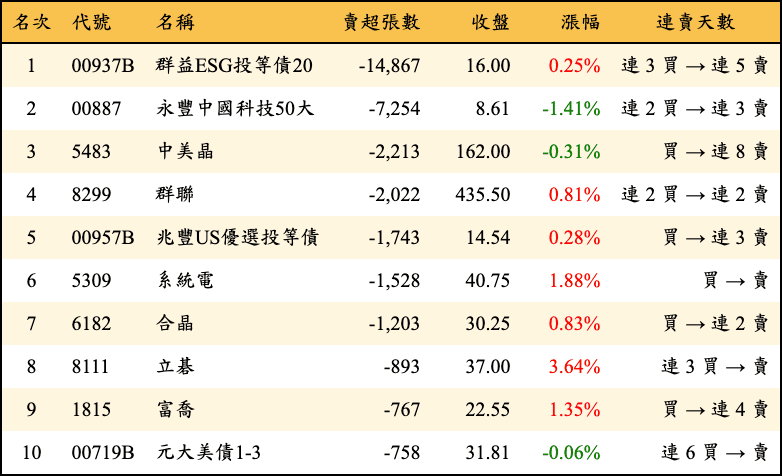 名次 代號 名稱 賣超張數 收盤 漲幅 連賣天數
1 00937B 群益ESG投等債20 -14,867 16.00 0.25% 連 3 買 → 連 5 賣
2 00887 永豐中國科技50大 -7,254 8.61 -1.41% 連 2 買 → 連 3 賣
3 5483 中美晶 -2,213 162.00 -0.31% 買 → 連 8 賣
4 8299 群聯 -2,022 435.50 0.81% 連 2 買 → 連 2 賣
5 00957B 兆豐US優選投等債 -1,743 14.54 0.28% 買 → 連 3 賣
6 5309 系統電 -1,528 40.75 1.88% 買 → 賣
7 6182 合晶 -1,203 30.25 0.83% 買 → 連 2 賣
8 8111 立碁 -893 37.00 3.64% 連 3 買 → 賣
9 1815 富喬 -767 22.55 1.35% 買 → 連 4 賣
10 00719B 元大美債1-3 -758 31.81 -0.06% 連 6 買 → 賣